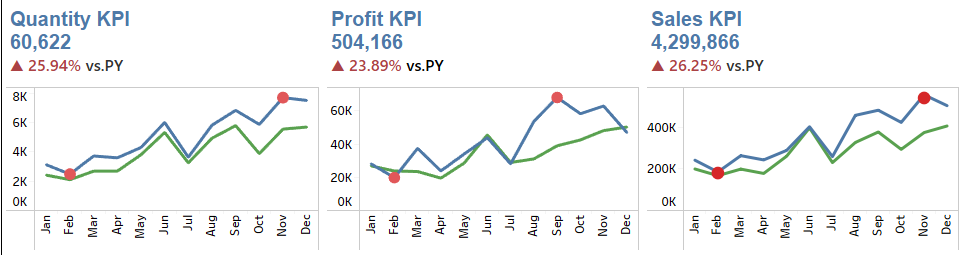 Quantity KPI
60,622
▲ 25.94% vs.PY
8K
6K
4K
2K
0K
Jan Feb Mar Apr May Jun Jul Aug Sep Oct Nov Dec
Profit KPI
504,166
▲ 23.89% vs.PY
60K
40K
20K
0K
Jan Feb Mar Apr May Jun Jul Aug Sep Oct Nov Dec
Sales KPI
4,299,866
▲ 26.25% vs.PY
400K
200K
0K
Jan Feb Mar Apr May Jun Jul Aug Sep Oct Nov Dec